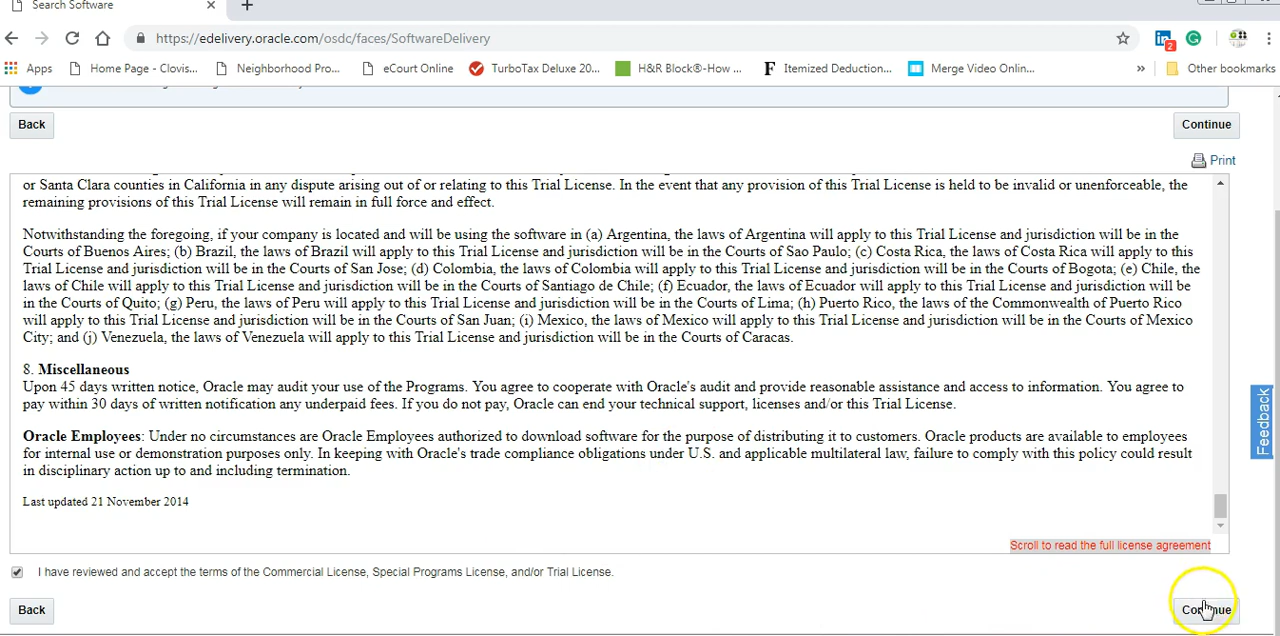 Search Software
https://edelivery.oracle.com/osdc/faces/SoftwareDelivery
2
Apps Home Page - Clovis... Neighborhood Pro... eCourt Online TurboTax Deluxe 20... H&R Block®-How ... F Itemized Deduction... Merge Video Onlin... » Other bookmarks
Back Continue
Print
or Santa Clara counties in California in any dispute arising out of or relating to this Trial License. In the event that any provision of this Trial License is held to be invalid or unenforceable, the
remaining provisions of this Trial License will remain in full force and effect.
Notwithstanding the foregoing, if your company is located and will be using the software in (a) Argentina, the laws of Argentina will apply to this Trial License and jurisdiction will be in the
Courts of Buenos Aires; (b) Brazil, the laws of Brazil will apply to this Trial License and jurisdiction will be in the Courts of Sao Paulo; (c) Costa Rica, the laws of Costa Rica will apply to this
Trial License and jurisdiction will be in the Courts of San Jose; (d) Colombia, the laws of Colombia will apply to this Trial License and jurisdiction will be in the Courts of Bogota; (e) Chile, the
laws of Chile will apply to this Trial License and jurisdiction will be in the Courts of Santiago de Chile; (f) Ecuador, the laws of Ecuador will apply to this Trial License and jurisdiction will be
in the Courts of Quito; (g) Peru, the laws of Peru will apply to this Trial License and jurisdiction will be in the Courts of Lima; (h) Puerto Rico, the laws of the Commonwealth of Puerto Rico
will apply to this Trial License and jurisdiction will be in the Courts of San Juan; (i) Mexico, the laws of Mexico will apply to this Trial License and jurisdiction will be in the Courts of Mexico
City; and (j) Venezuela, the laws of Venezuela will apply to this Trial License and jurisdiction will be in the Courts of Caracas.
8. Miscellaneous
Upon 45 days written notice, Oracle may audit your use of the Programs. You agree to cooperate with Oracle's audit and provide reasonable assistance and access to information. You agree to
pay within 30 days of written notification any underpaid fees. If you do not pay, Oracle can end your technical support, licenses and/or this Trial License.
Oracle Employees: Under no circumstances are Oracle Employees authorized to download software for the purpose of distributing it to customers. Oracle products are available to employees
for internal use or demonstration purposes only. In keeping with Oracle's trade compliance obligations under U.S. and applicable multilateral law, failure to comply with this policy could result
in disciplinary action up to and including termination.
Last updated 21 November 2014
Scroll to read the full license agreement
I have reviewed and accept the terms of the Commercial License, Special Programs License, and/or Trial License.
Back Continue
Feedback